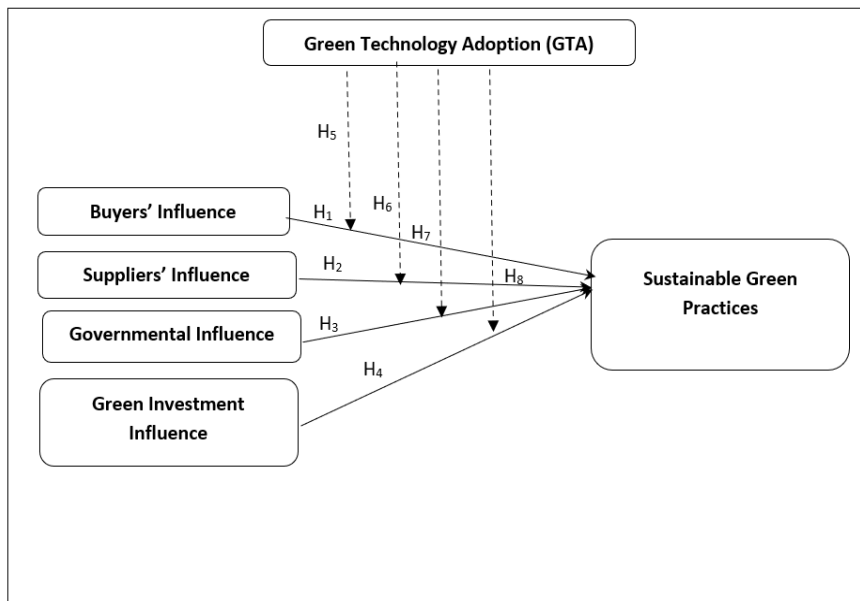 Green Technology Adoption (GTA)
H5
Buyers’ Influence
H1
H6
H7
Suppliers’ Influence
H2
H8
Sustainable Green
Practices
Governmental Influence
H3
H4
Green Investment
Influence